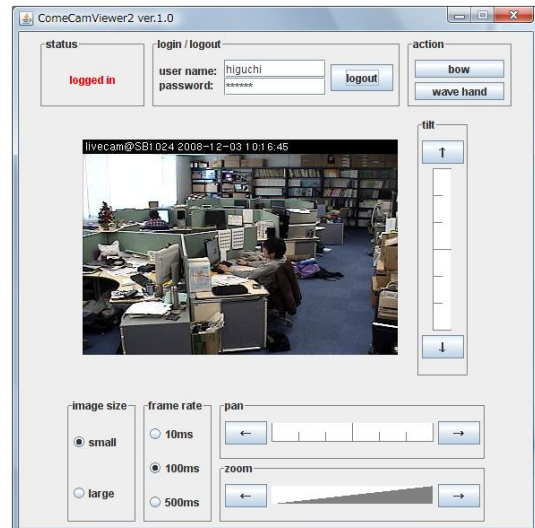 ComeCamViewer2 ver.1.0
status
logged in
login / logout
user name: higuchi
password: ******
logout
action
bow
wave hand
livecam@SB1024 2008-12-03 10:16:45
tilt
↑
↓
image size
small
large
frame rate
10ms
100ms
500ms
pan
← →
zoom
← →